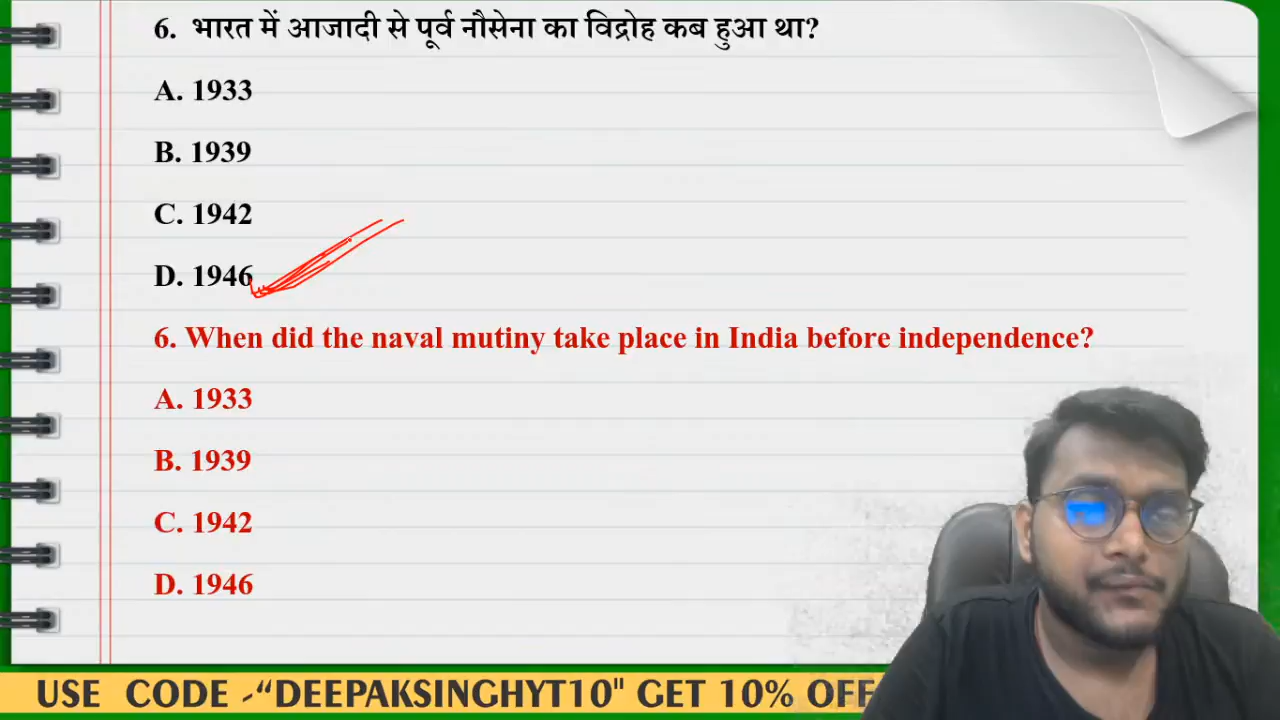 6. भारत में आजादी से पूर्व नौसेना का विद्रोह कब हुआ था?
A. 1933
B. 1939
C. 1942
D. 1946
6. When did the naval mutiny take place in India before independence?
A. 1933
B. 1939
C. 1942
D. 1946
USE CODE -“DEEPAKSINGHYT10" GET 10% OFF